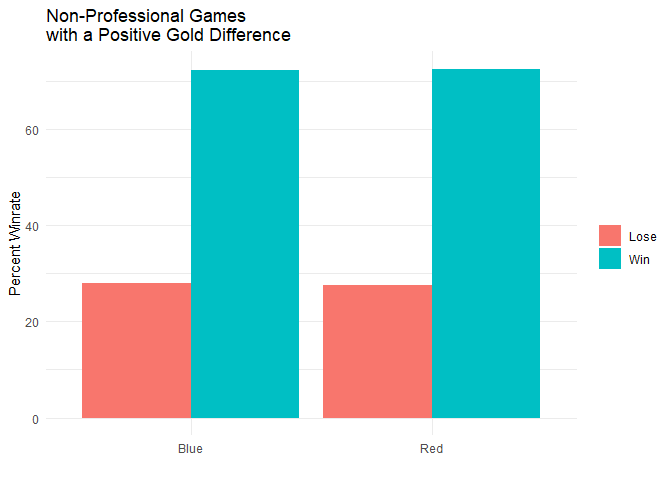 Non-Professional Games
with a Positive Gold Difference
Percent Winrate
60
40
20
0
Blue
Red
Lose
Win